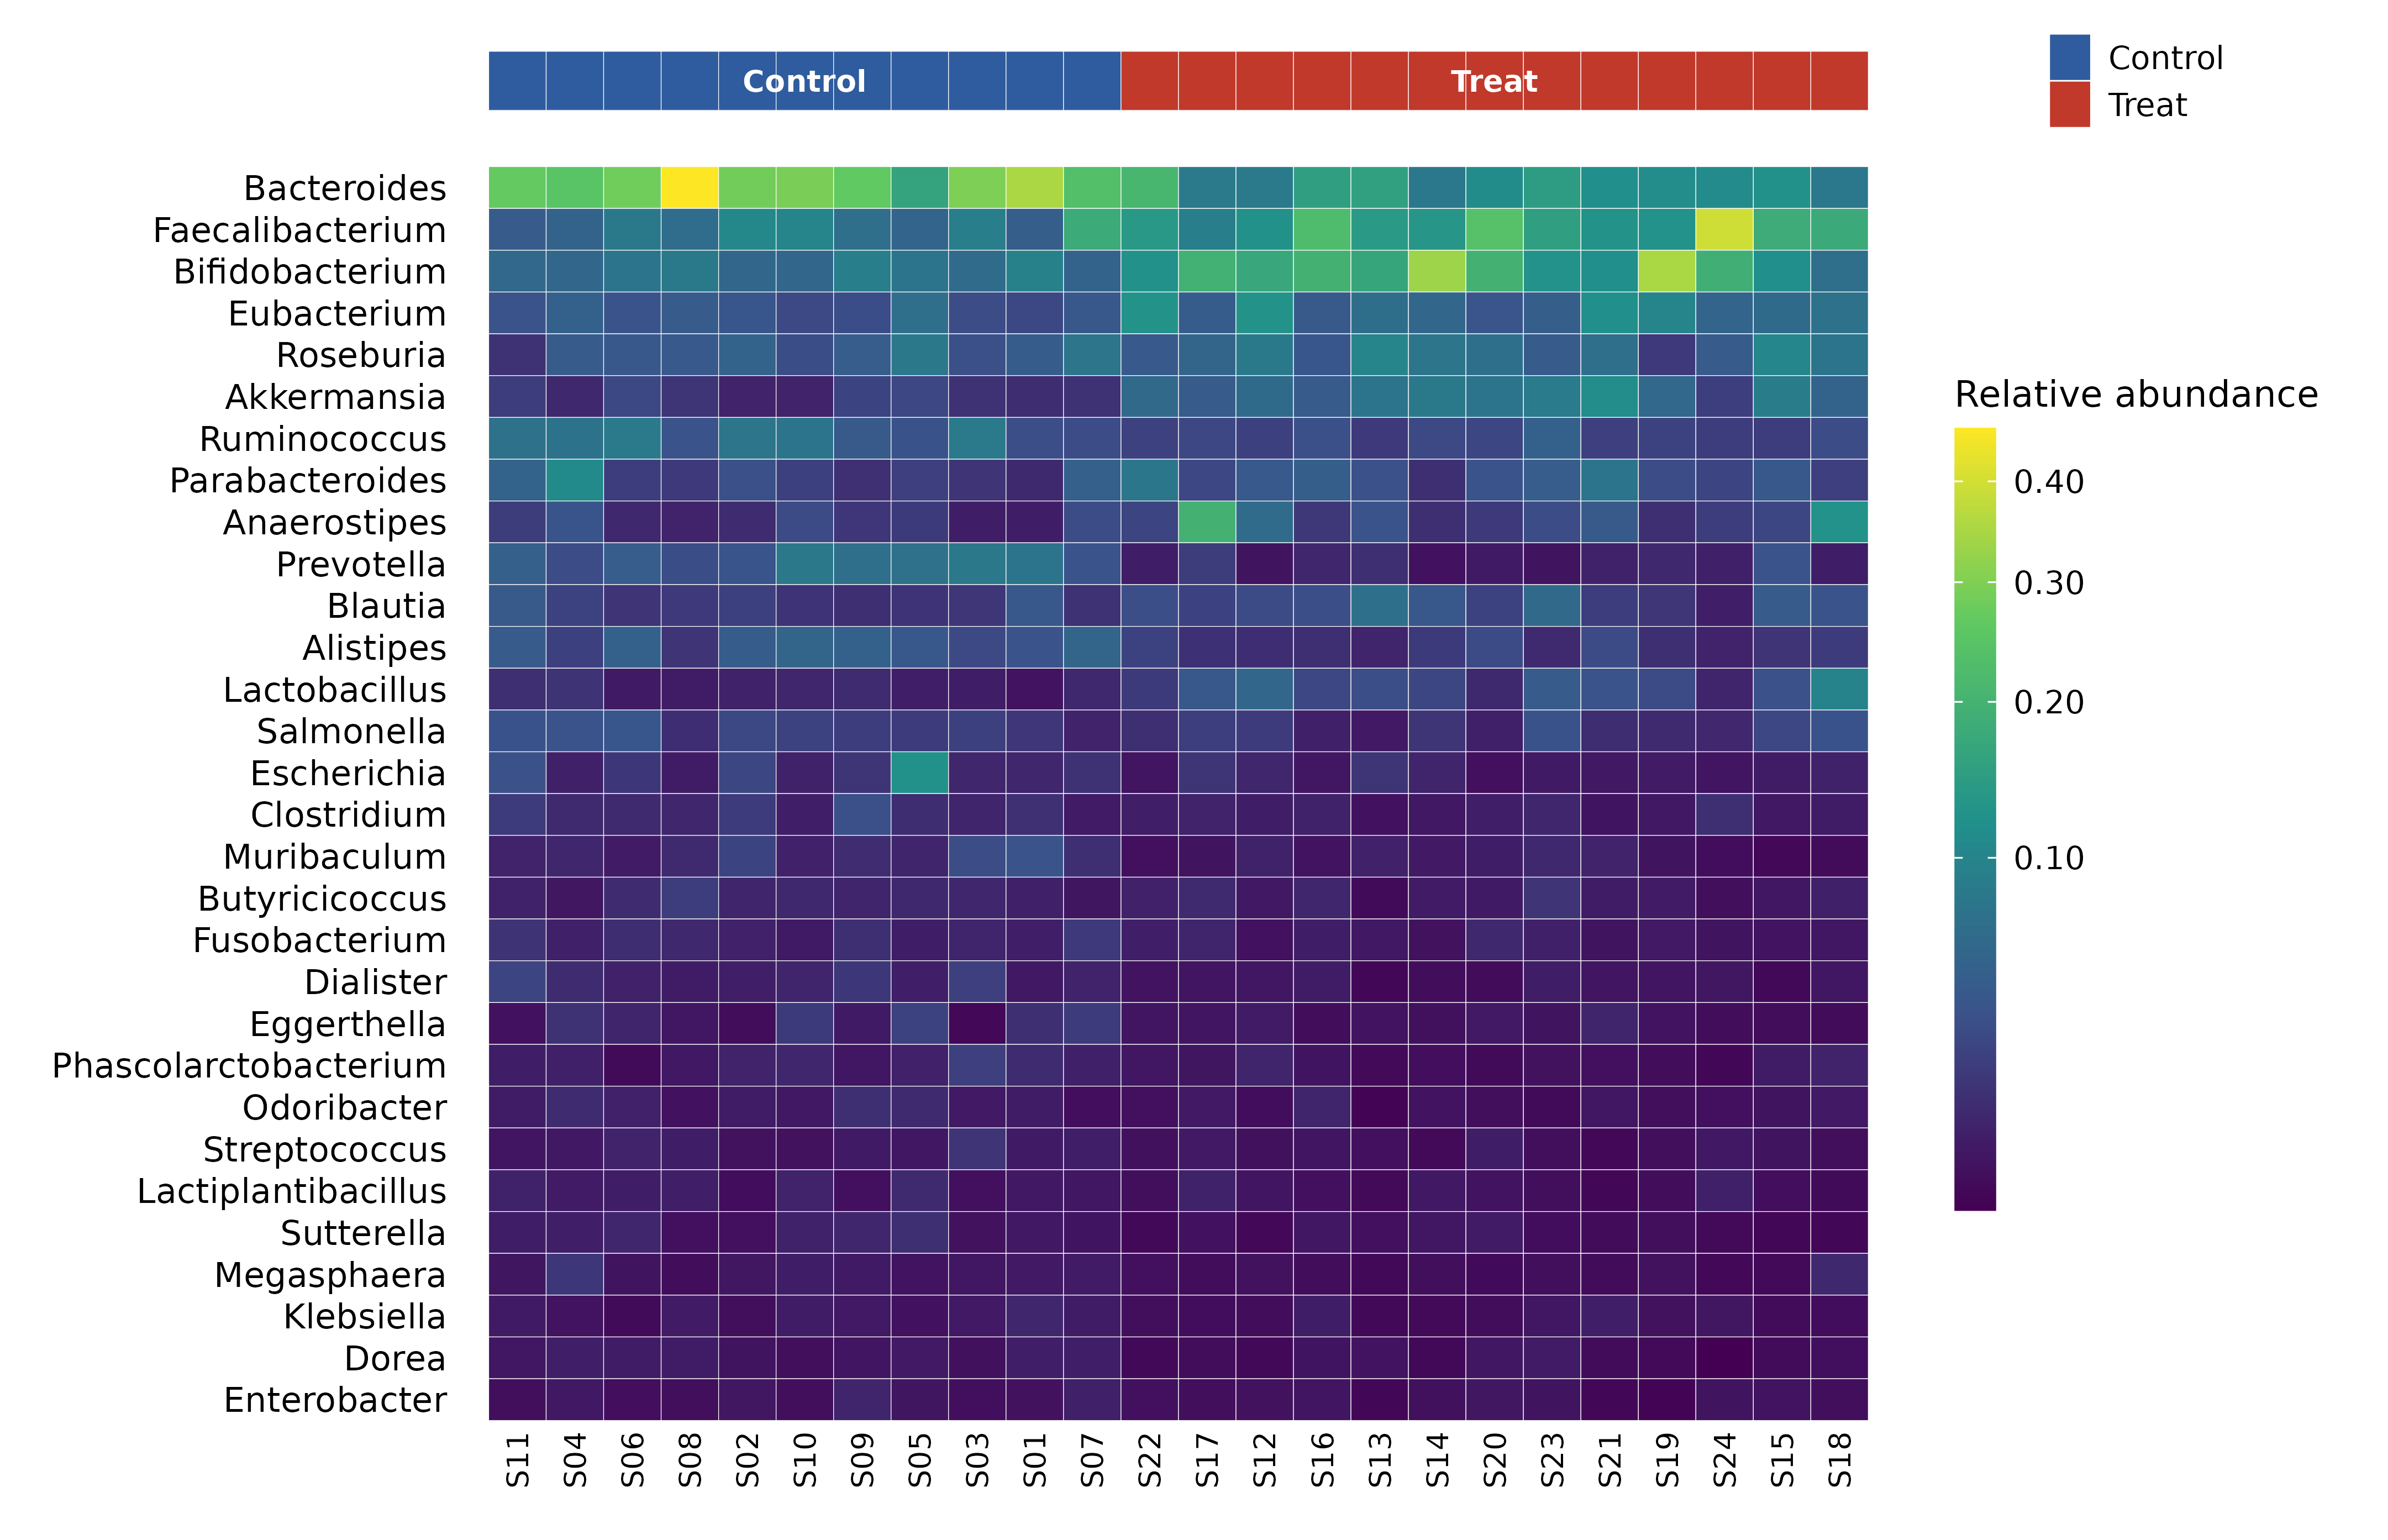 Control Treat
Control
Treat
Bacteroides
Faecalibacterium
Bifidobacterium
Eubacterium
Roseburia
Akkermansia
Ruminococcus
Parabacteroides
Anaerostipes
Prevotella
Blautia
Alistipes
Lactobacillus
Salmonella
Escherichia
Clostridium
Muribaculum
Butyricicoccus
Fusobacterium
Dialister
Eggerthella
Phascolarctobacterium
Odoribacter
Streptococcus
Lactiplantibacillus
Sutterella
Megasphaera
Klebsiella
Dorea
Enterobacter
S11 S04 S06 S08 S02 S10 S09 S05 S03 S01 S07 S22 S17 S12 S16 S13 S14 S20 S23 S21 S19 S24 S15 S18
Relative abundance
0.40
0.30
0.20
0.10